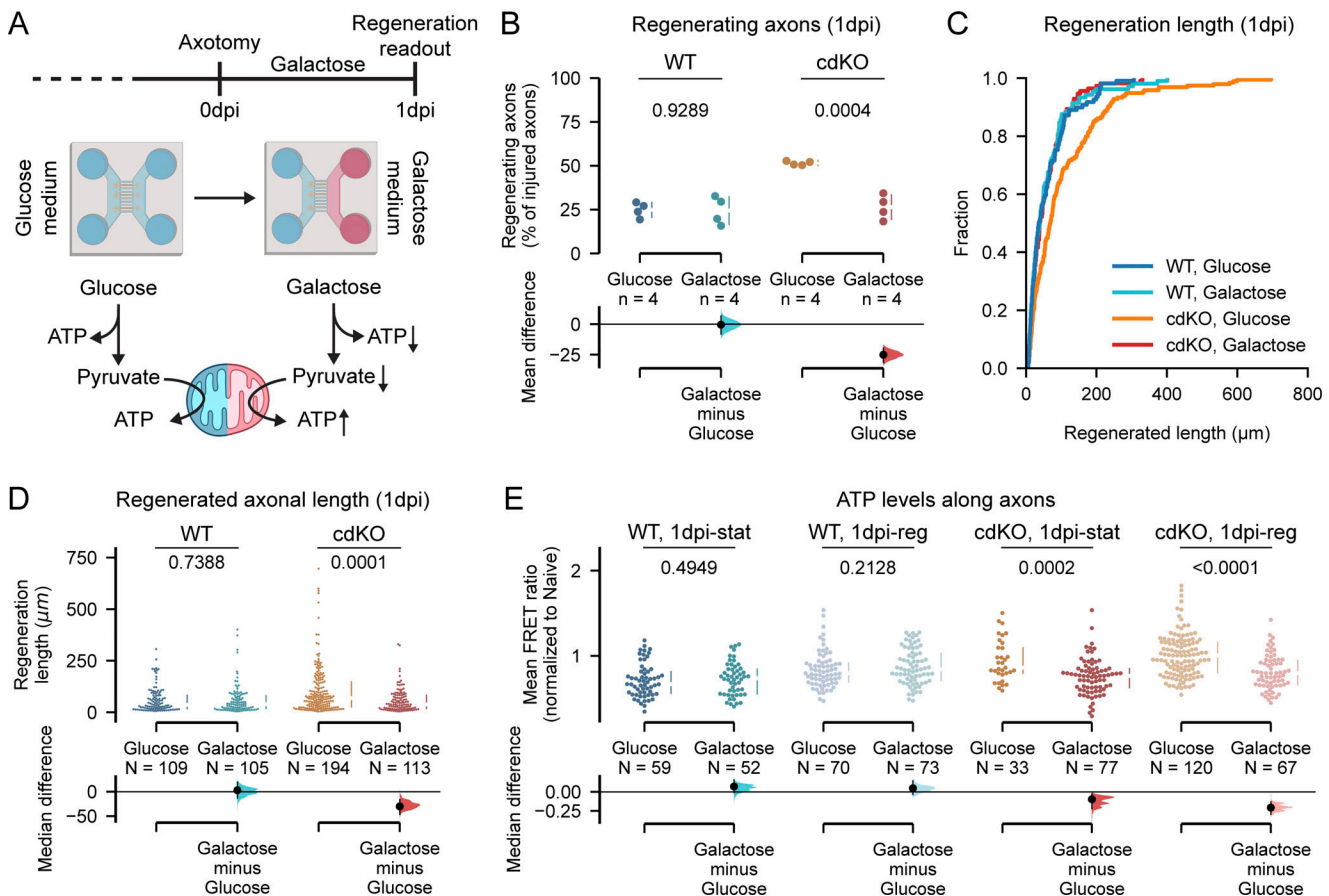 A
Axotomy
Regeneration
readout
Galactose
0dpi
1dpi
Glucose
medium
Galactose
medium
Glucose
Galactose
ATP
ATP↓
Pyruvate
Pyruvate↓
ATP
ATP↑
B
Regenerating axons (1dpi)
WT
cdKO
0.9289
0.0004
Regenerating axons
(% of injured axons)
100
75
50
25
0
Glucose
n = 4
Galactose
n = 4
Glucose
n = 4
Galactose
n = 4
Mean difference
0
−25
Galactose
minus
Glucose
Galactose
minus
Glucose
C
Regeneration length (1dpi)
Fraction
1.0
0.8
0.6
0.4
0.2
0.0
WT, Glucose
WT, Galactose
cdKO, Glucose
cdKO, Galactose
0
200
400
600
800
Regenerated length (µm)
D
Regenerated axonal length (1dpi)
WT
cdKO
0.7388
0.0001
Regeneration
length (µm)
750
500
250
0
Glucose
N = 109
Galactose
N = 105
Glucose
N = 194
Galactose
N = 113
Median difference
0
−50
Galactose
minus
Glucose
Galactose
minus
Glucose
E
ATP levels along axons
WT, 1dpi-stat
WT, 1dpi-reg
cdKO, 1dpi-stat
cdKO, 1dpi-reg
0.4949
0.2128
0.0002
<0.0001
Mean FRET ratio
(normalized to Naive)
2
1
Glucose
N = 59
Galactose
N = 52
Glucose
N = 70
Galactose
N = 73
Glucose
N = 33
Galactose
N = 77
Glucose
N = 120
Galactose
N = 67
Median difference
0.00
−0.25
Galactose
minus
Glucose
Galactose
minus
Glucose
Galactose
minus
Glucose
Galactose
minus
Glucose